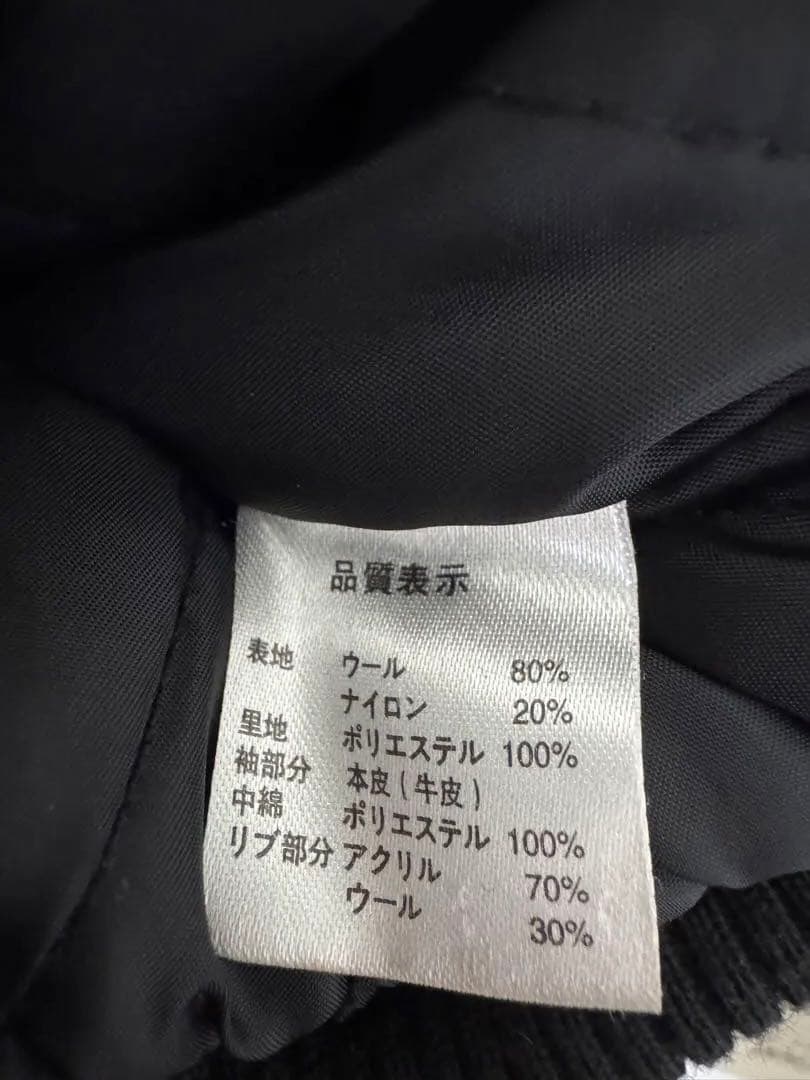 品質表示
表地 ウール 80%
ナイロン 20%
里地 ポリエステル 100%
袖部分 本皮(牛皮)
中綿 ポリエステル 100%
リブ部分 アクリル 70%
ウール 30%